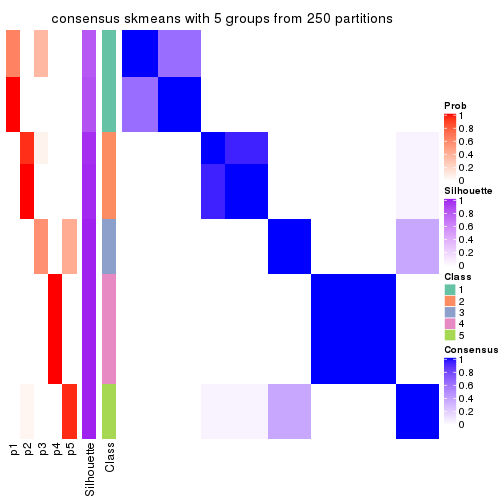 consensus skmeans with 5 groups from 250 partitions
Prob
1
0.8
0.6
0.4
0.2
0
Silhouette
1
0.8
0.6
0.4
0.2
0
Class
1
2
3
4
5
Consensus
1
0.8
0.6
0.4
0.2
0
p1
p2
p3
p4
p5
Silhouette
Class